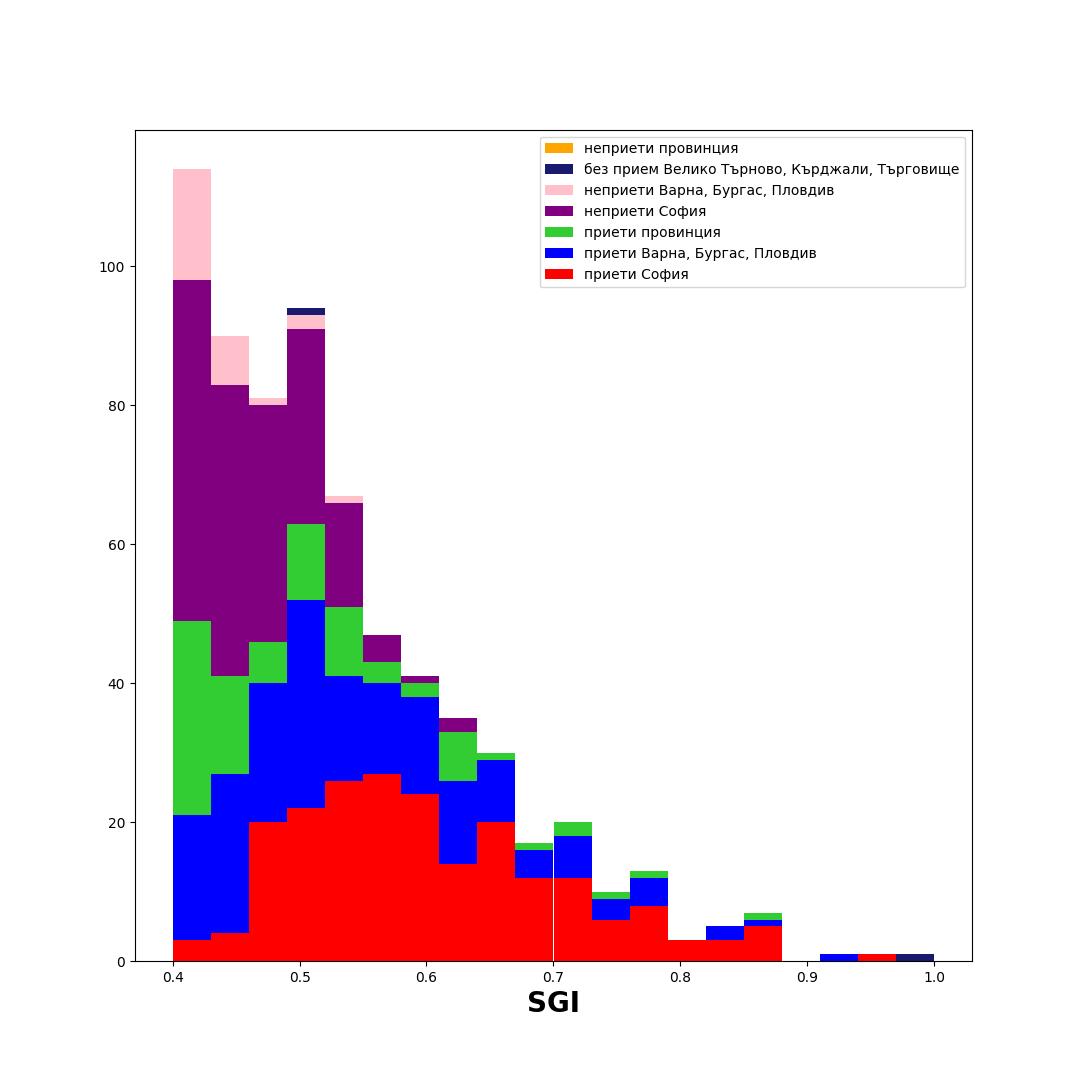 неприети провинция
без прием Велико Търново, Кърджали, Търговище
неприети Варна, Бургас, Пловдив
неприети София
приети провинция
приети Варна, Бургас, Пловдив
приети София
100
80
60
40
20
0
0.4 0.5 0.6 0.7 0.8 0.9 1.0
SGI